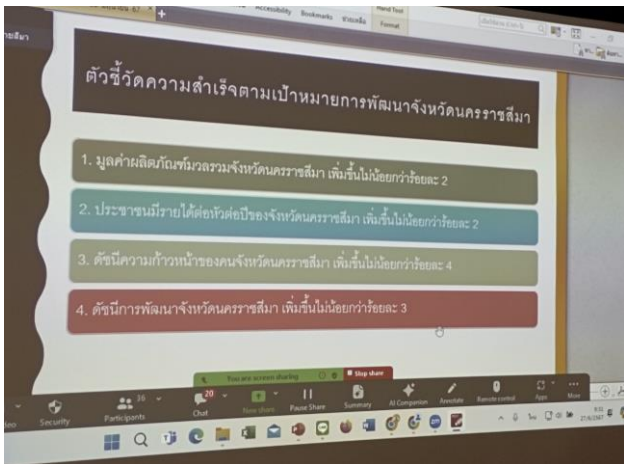 Accessibility Bookmarks ช่วยเหลือ
Hand Tool
Format
ตัวชี้วัดความสำเร็จตามเป้าหมายการพัฒนาจังหวัดนครราชสีมา
1. มูลค่าผลิตภัณฑ์มวลรวมจังหวัดนครราชสีมา เพิ่มขึ้นไม่น้อยกว่าร้อยละ 2
2. ประชาชนมีรายได้ต่อหัวต่อปีของจังหวัดนครราชสีมา เพิ่มขึ้นไม่น้อยกว่าร้อยละ 2
3. ดัชนีความก้าวหน้าของคนจังหวัดนครราชสีมา เพิ่มขึ้นไม่น้อยกว่าร้อยละ 4
4. ดัชนีการพัฒนาจังหวัดนครราชสีมา เพิ่มขึ้นไม่น้อยกว่าร้อยละ 3
You are screen sharing Stop share
36 20
Security Participants Chat New share Pause Share Summary AI Companion Annotate Remote control Apps More